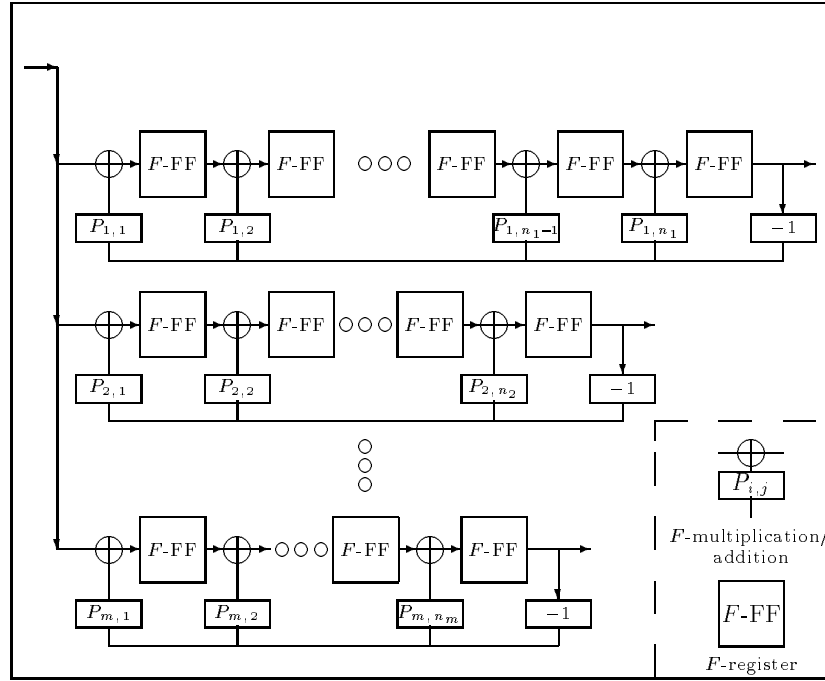 F-FF F-FF F-FF F-FF F-FF
P1,1 P1,2 P1,n1−1 P1,n1 −1
F-FF F-FF F-FF F-FF
P2,1 P2,2 P2,n2 −1
Pi,j
F-multiplication/
addition
F-FF F-FF F-FF
Pm,1 Pm,2 Pm,nm −1
F-FF
F-register